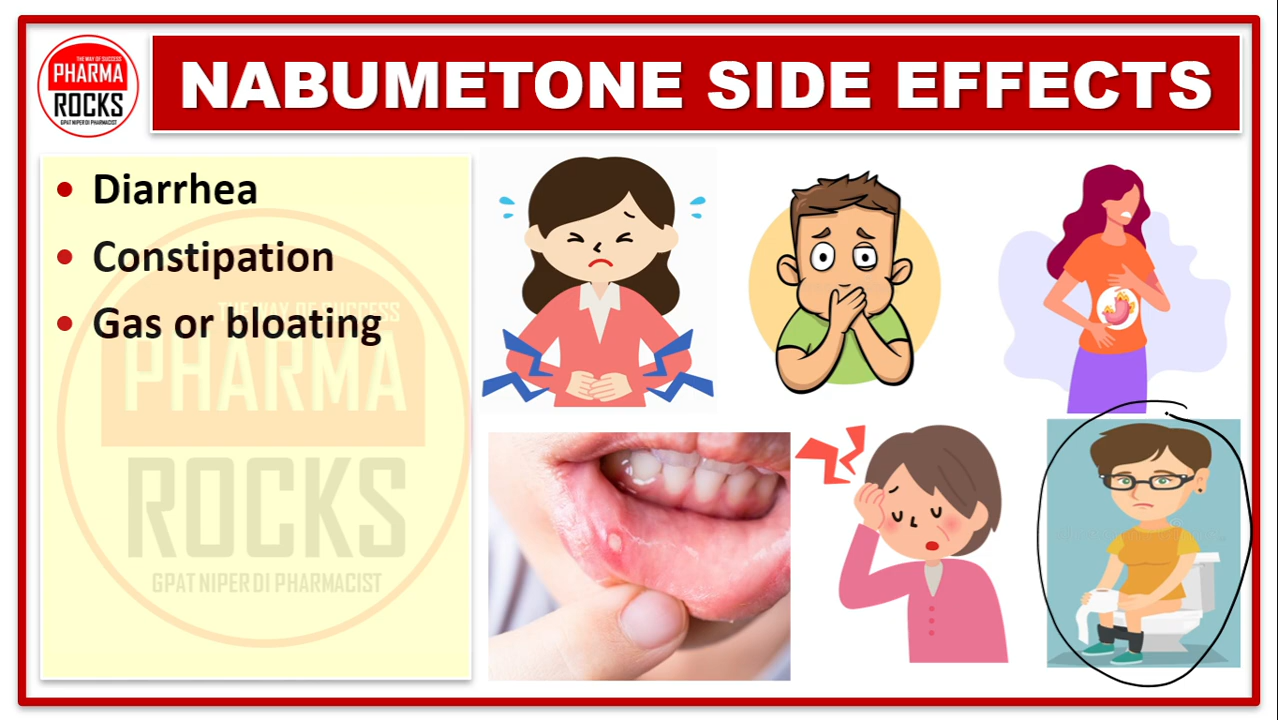 THE WAY OF SUCCESS
PHARMA
ROCKS
GPAT NIPER DI PHARMACIST
NABUMETONE SIDE EFFECTS
• Diarrhea
• Constipation
• Gas or bloating
THE WAY OF SUCCESS
PHARMA
ROCKS
GPAT NIPER DI PHARMACIST